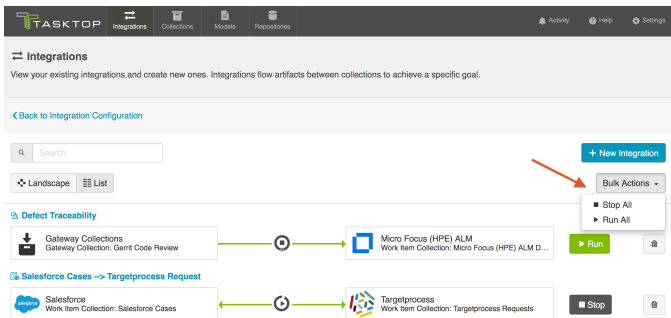 TASKTOP
Integrations
Collections
Models
Repositories
Activity
Help
Settings
Integrations
View your existing integrations and create new ones. Integrations flow artifacts between collections to achieve a specific goal.
Back to Integration Configuration
Search
+ New Integration
Landscape
List
Bulk Actions
Stop All
Run All
Defect Traceability
Gateway Collections
Gateway Collection: Gerrit Code Review
Micro Focus (HPE) ALM
Work Item Collection: Micro Focus (HPE) ALM D...
Run
Salesforce Cases --> Targetprocess Request
salesforce
Salesforce
Work Item Collection: Salesforce Cases
Targetprocess
Work Item Collection: Targetprocess Requests
Stop